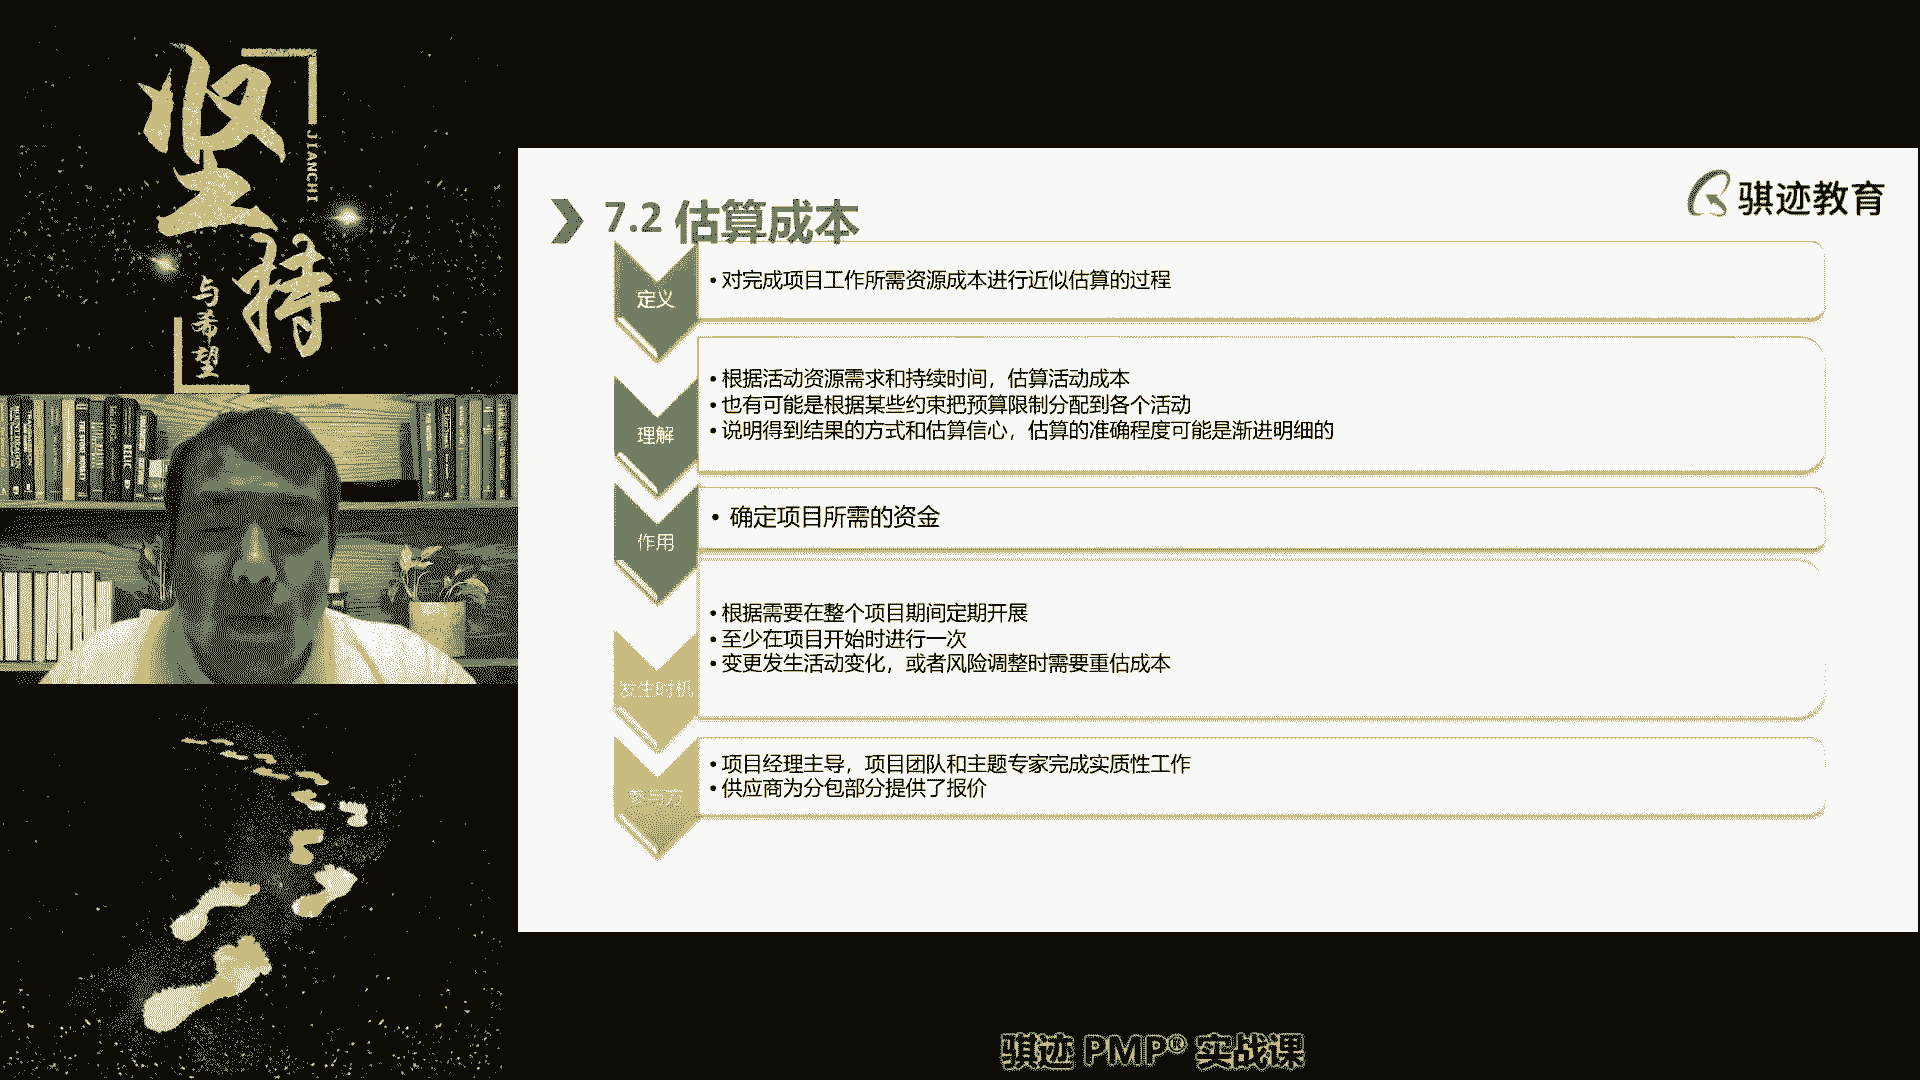 坚持
JIANCHI
与希望
骐迹教育
7.2 估算成本
定义
• 对完成项目工作所需资源成本进行近似估算的过程
理解
• 根据活动资源需求和持续时间，估算活动成本
• 也有可能是根据某些约束把预算限制分配到各个活动
• 说明得到结果的方式和估算信心，估算的准确程度可能是渐进明细的
作用
• 确定项目所需的资金
发生时机
• 根据需要在整个项目期间定期开展
• 至少在项目开始时进行一次
• 变更发生活动变化，或者风险调整时需要重估成本
参与方
• 项目经理主导，项目团队和主题专家完成实质性工作
• 供应商为分包部分提供了报价
骐迹 PMP® 实战课